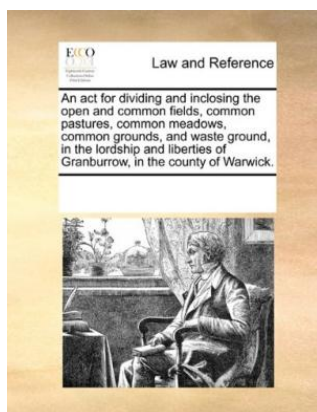 ECCO
Law and Reference
An act for dividing and inclosing the
open and common fields, common
pastures, common meadows,
common grounds, and waste ground,
in the lordship and liberties of
Granburrow, in the county of Warwick.